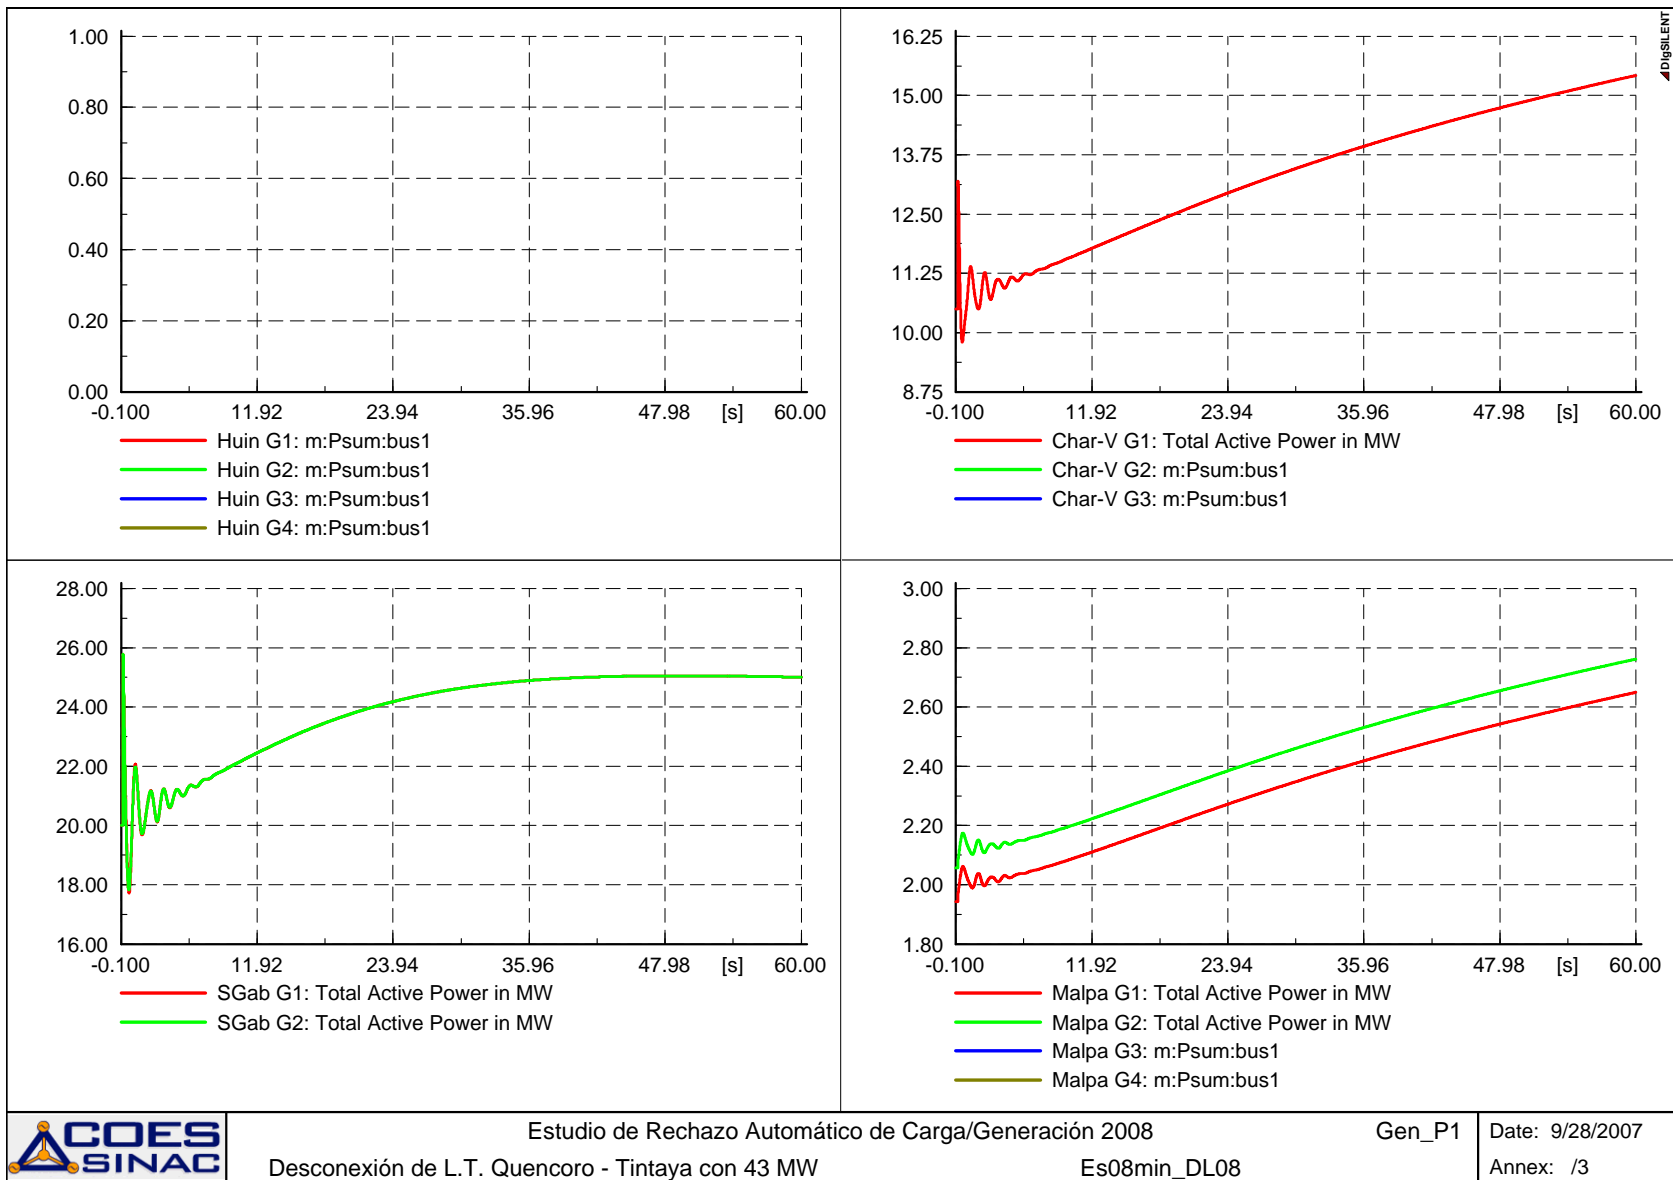 1.00
0.80
0.60
0.40
0.20
0.00
-0.100 11.92 23.94 35.96 47.98 [s] 60.00
Huin G1: m:Psum:bus1
Huin G2: m:Psum:bus1
Huin G3: m:Psum:bus1
Huin G4: m:Psum:bus1
16.25
15.00
13.75
12.50
11.25
10.00
8.75
-0.100 11.92 23.94 35.96 47.98 [s] 60.00
Char-V G1: Total Active Power in MW
Char-V G2: m:Psum:bus1
Char-V G3: m:Psum:bus1
DIgSILENT
28.00
26.00
24.00
22.00
20.00
18.00
16.00
-0.100 11.92 23.94 35.96 47.98 [s] 60.00
SGab G1: Total Active Power in MW
SGab G2: Total Active Power in MW
3.00
2.80
2.60
2.40
2.20
2.00
1.80
-0.100 11.92 23.94 35.96 47.98 [s] 60.00
Malpa G1: Total Active Power in MW
Malpa G2: Total Active Power in MW
Malpa G3: m:Psum:bus1
Malpa G4: m:Psum:bus1
COES
SINAC
Estudio de Rechazo Automático de Carga/Generación 2008 Gen_P1
Desconexión de L.T. Quencoro - Tintaya con 43 MW Es08min_DL08
Date: 9/28/2007
Annex: /3